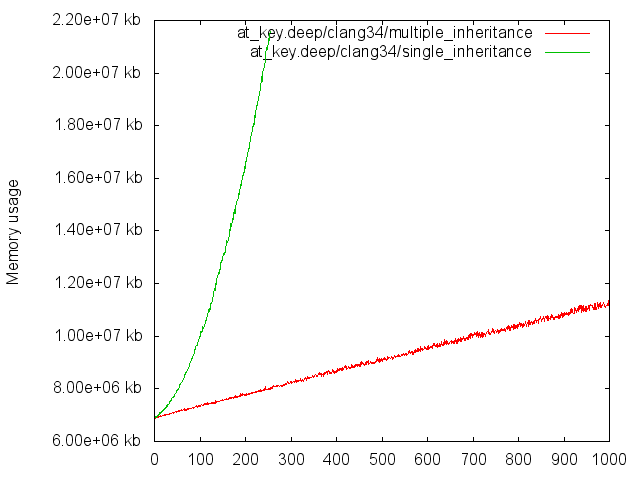 at_key.deep/clang34/multiple_inheritance
at_key.deep/clang34/single_inheritance
Memory usage
2.20e+07 kb
2.00e+07 kb
1.80e+07 kb
1.60e+07 kb
1.40e+07 kb
1.20e+07 kb
1.00e+07 kb
8.00e+06 kb
6.00e+06 kb
0 100 200 300 400 500 600 700 800 900 1000